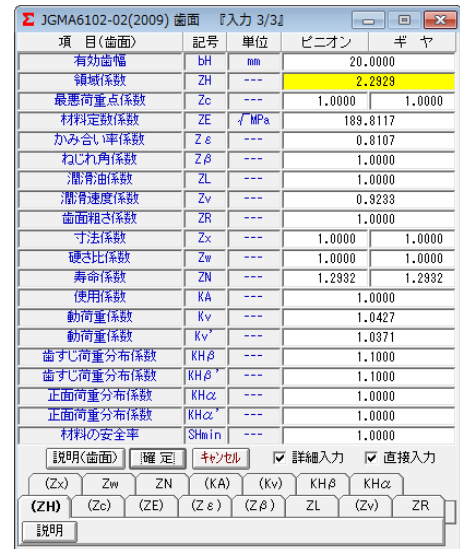 Σ JGMA6102-02(2009) 歯面 『入力 3/3』
項 目(歯面) 記号 単位 ピニオン ギ ヤ
有効歯幅 bH mm 20.0000
領域係数 ZH --- 2.2929
最悪荷重点係数 Zc --- 1.0000 1.0000
材料定数係数 ZE √MPa 189.8117
かみ合い率係数 Zε --- 0.8107
ねじれ角係数 Zβ --- 1.0000
潤滑油係数 ZL --- 1.0000
潤滑速度係数 Zv --- 0.9233
歯面粗さ係数 ZR --- 1.0000
寸法係数 Zx --- 1.0000 1.0000
硬さ比係数 Zw --- 1.0000 1.0000
寿命係数 ZN --- 1.2932 1.2932
使用係数 KA --- 1.0000
動荷重係数 Kv --- 1.0427
動荷重係数 Kv' --- 1.0371
歯すじ荷重分布係数 KHβ --- 1.1000
歯すじ荷重分布係数 KHβ' --- 1.1000
正面荷重分布係数 KHα --- 1.0000
正面荷重分布係数 KHα' --- 1.0000
材料の安全率 SHmin --- 1.0000
説明(歯面) 確 定 キャンセル 詳細入力 直接入力
(Zx) Zw ZN (KA) (Kv) KHβ KHα
(ZH) (Zc) (ZE) (Zε) (Zβ) ZL (Zv) ZR
説明